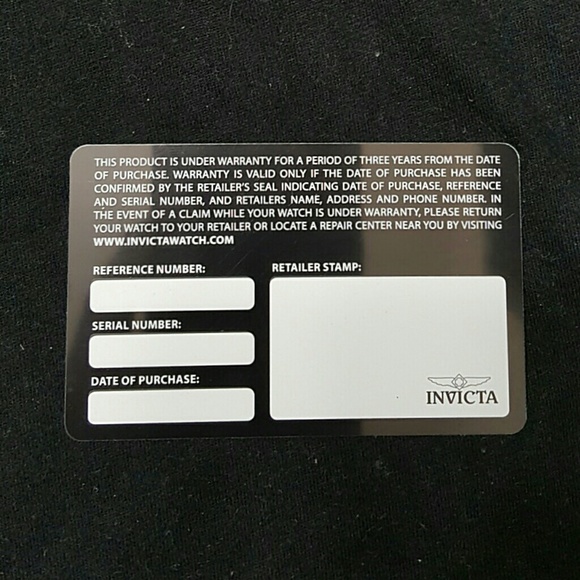 THIS PRODUCT IS UNDER WARRANTY FOR A PERIOD OF THREE YEARS FROM THE DATE
OF PURCHASE. WARRANTY IS VALID ONLY IF THE DATE OF PURCHASE HAS BEEN
CONFIRMED BY THE RETAILER'S SEAL INDICATING DATE OF PURCHASE, REFERENCE
AND SERIAL NUMBER, AND RETAILERS NAME, ADDRESS AND PHONE NUMBER. IN
THE EVENT OF A CLAIM WHILE YOUR WATCH IS UNDER WARRANTY, PLEASE RETURN
YOUR WATCH TO YOUR RETAILER OR LOCATE A REPAIR CENTER NEAR YOU BY VISITING
WWW.INVICTAWATCH.COM
REFERENCE NUMBER:
SERIAL NUMBER:
DATE OF PURCHASE:
RETAILER STAMP:
INVICTA